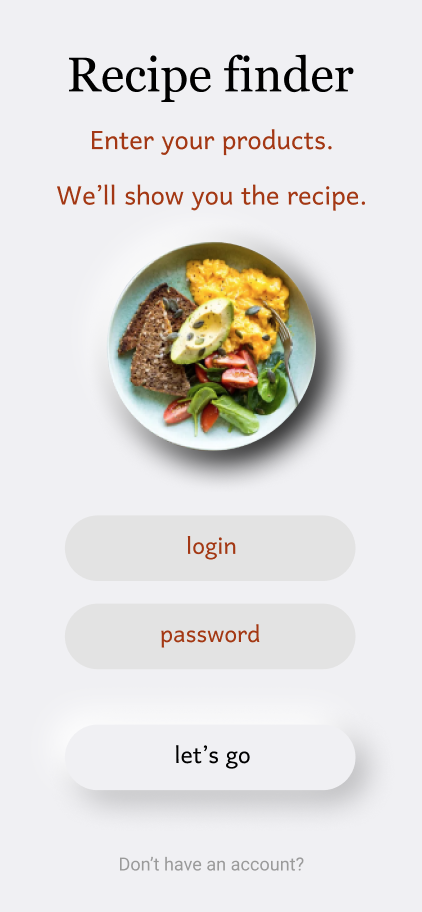 Recipe finder
Enter your products.
We’ll show you the recipe.
login
password
let’s go
Don’t have an account?